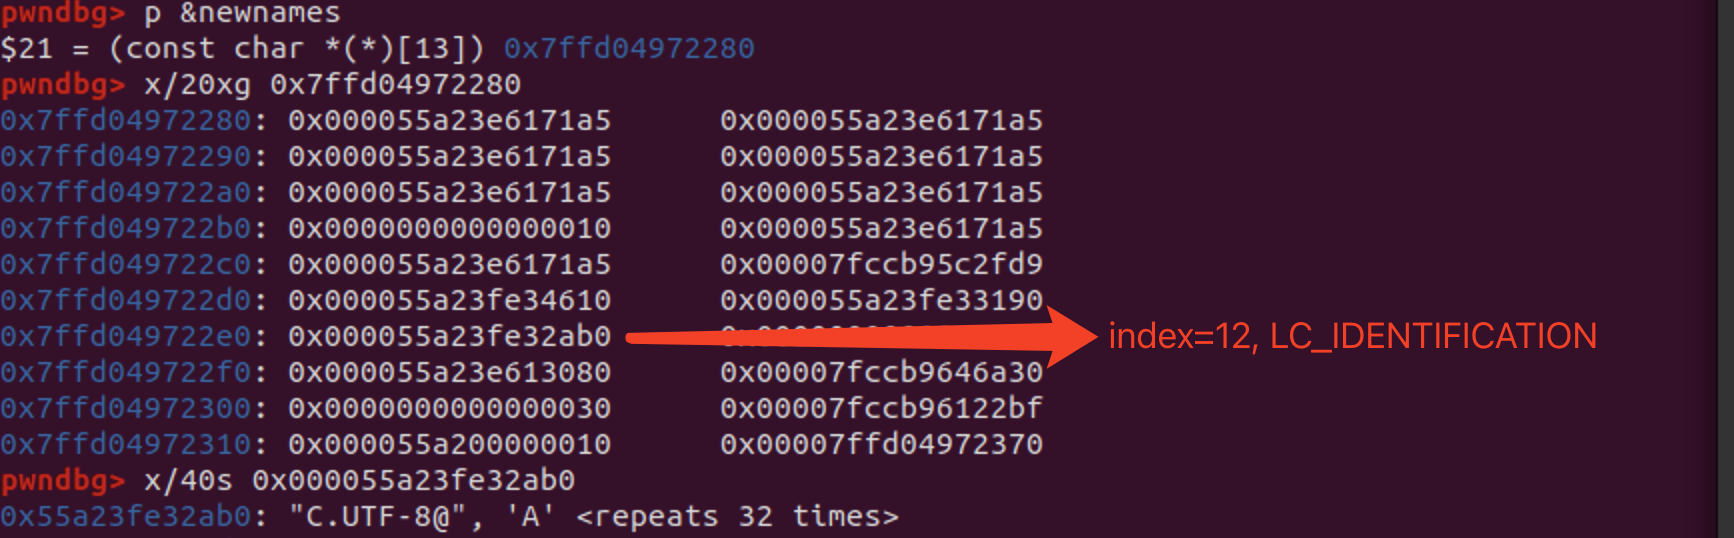 pwndbg> p &newnames
$21 = (const char *(*)[13]) 0x7ffd04972280
pwndbg> x/20xg 0x7ffd04972280
0x7ffd04972280: 0x000055a23e6171a5 0x000055a23e6171a5
0x7ffd04972290: 0x000055a23e6171a5 0x000055a23e6171a5
0x7ffd049722a0: 0x000055a23e6171a5 0x000055a23e6171a5
0x7ffd049722b0: 0x0000000000000010 0x000055a23e6171a5
0x7ffd049722c0: 0x000055a23e6171a5 0x00007fccb95c2fd9
0x7ffd049722d0: 0x000055a23fe34610 0x000055a23fe33190
0x7ffd049722e0: 0x000055a23fe32ab0 index=12, LC_IDENTIFICATION
0x7ffd049722f0: 0x000055a23e613080 0x00007fccb9646a30
0x7ffd04972300: 0x0000000000000030 0x00007fccb96122bf
0x7ffd04972310: 0x000055a200000010 0x00007ffd04972370
pwndbg> x/40s 0x000055a23fe32ab0
0x55a23fe32ab0: "C.UTF-8@", 'A' <repeats 32 times>